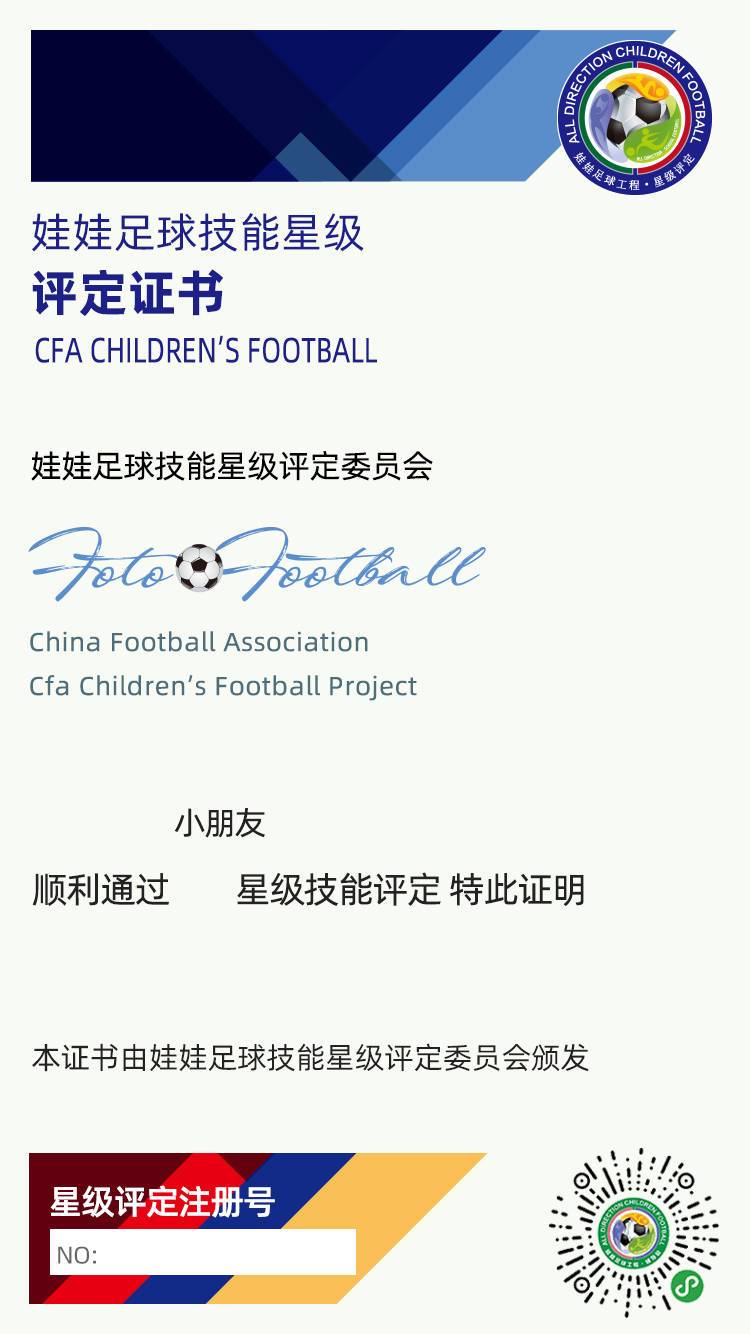 ALL DIRECTION CHILDREN FOOTBALL
娃娃足球工程·星级评定
娃娃足球技能星级
评定证书
CFA CHILDREN'S FOOTBALL
娃娃足球技能星级评定委员会
Foto Football
China Football Association
Cfa Children's Football Project
小朋友
顺利通过 星级技能评定 特此证明
本证书由娃娃足球技能星级评定委员会颁发
星级评定注册号
NO:
ALL DIRECTION CHILDREN FOOTBALL